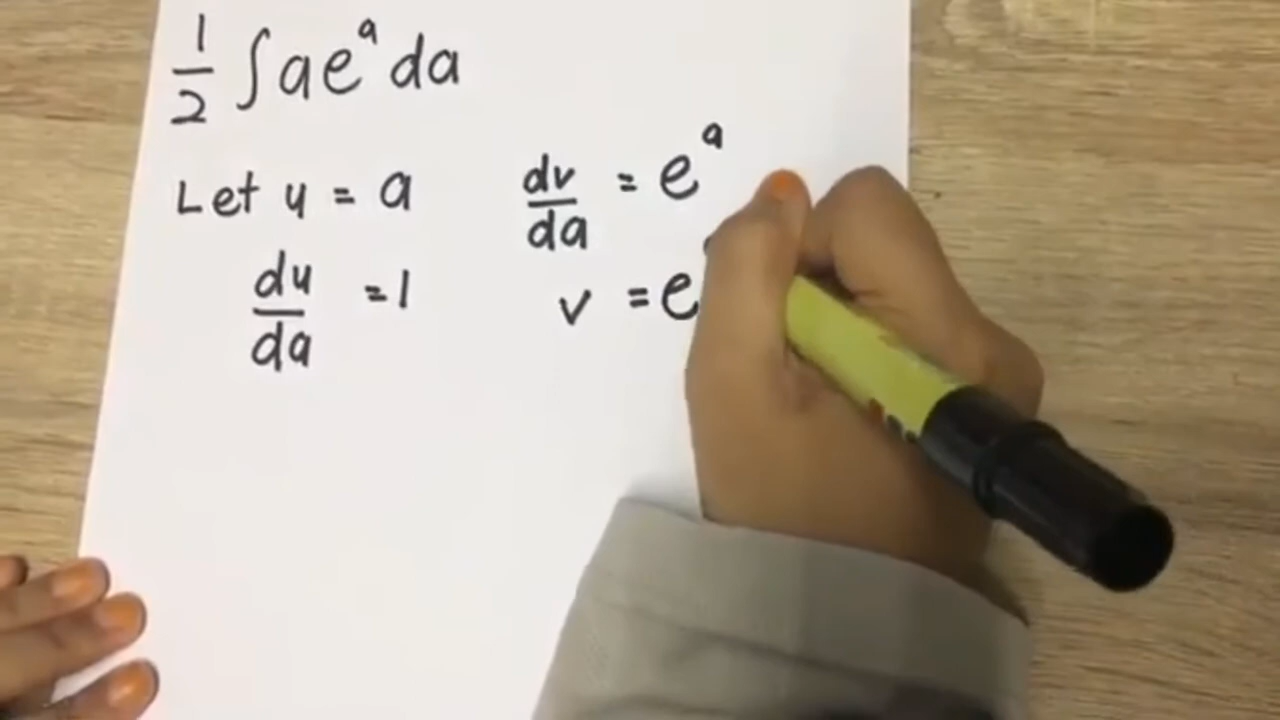 1/2 ∫ ae^a da
Let u = a    dv/da = e^a
du/da = 1    v = e